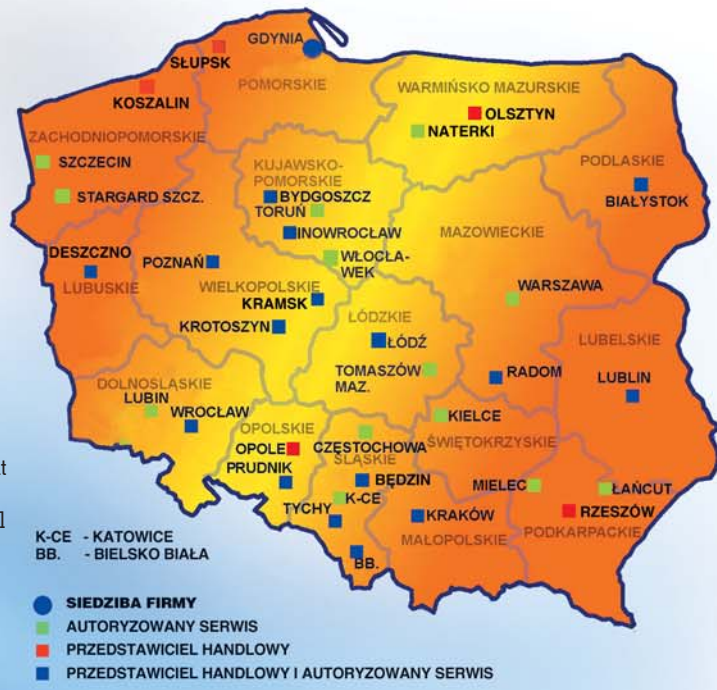 GDYNIA
SŁUPSK
KOSZALIN
POMORSKIE
WARMIŃSKO MAZURSKIE
OLSZTYN
NATERKI
ZACHODNIOPOMORSKIE
SZCZECIN
STARGARD SZCZ.
KUJAWSKO-
POMORSKIE
BYDGOSZCZ
TORUŃ
INOWROCŁAW
WŁOCŁA-
WEK
PODLASKIE
BIAŁYSTOK
MAZOWIECKIE
WARSZAWA
RADOM
DESZCZNO
LUBUSKIE
POZNAŃ
WIELKOPOLSKIE
KRAMSK
KROTOSZYN
ŁÓDZKIE
ŁÓDŹ
TOMASZÓW
MAZ.
LUBELSKIE
LUBLIN
DOLNOSLĄSKIE
LUBIN
WROCŁAW
OPOLSKIE
OPOLE
PRUDNIK
CZĘSTOCHOWA
ŚLĄSKIE
BĘDZIN
K-CE
TYCHY
BB.
KIELCE
ŚWIĘTOKRZYSKIE
KRAKÓW
MAŁOPOLSKIE
MIELEC
ŁAŃCUT
RZESZÓW
PODKARPACKIE
at
l
K-CE - KATOWICE
BB. - BIELSKO BIAŁA
SIEDZIBA FIRMY
AUTORYZOWANY SERWIS
PRZEDSTAWICIEL HANDLOWY
PRZEDSTAWICIEL HANDLOWY I AUTORYZOWANY SERWIS